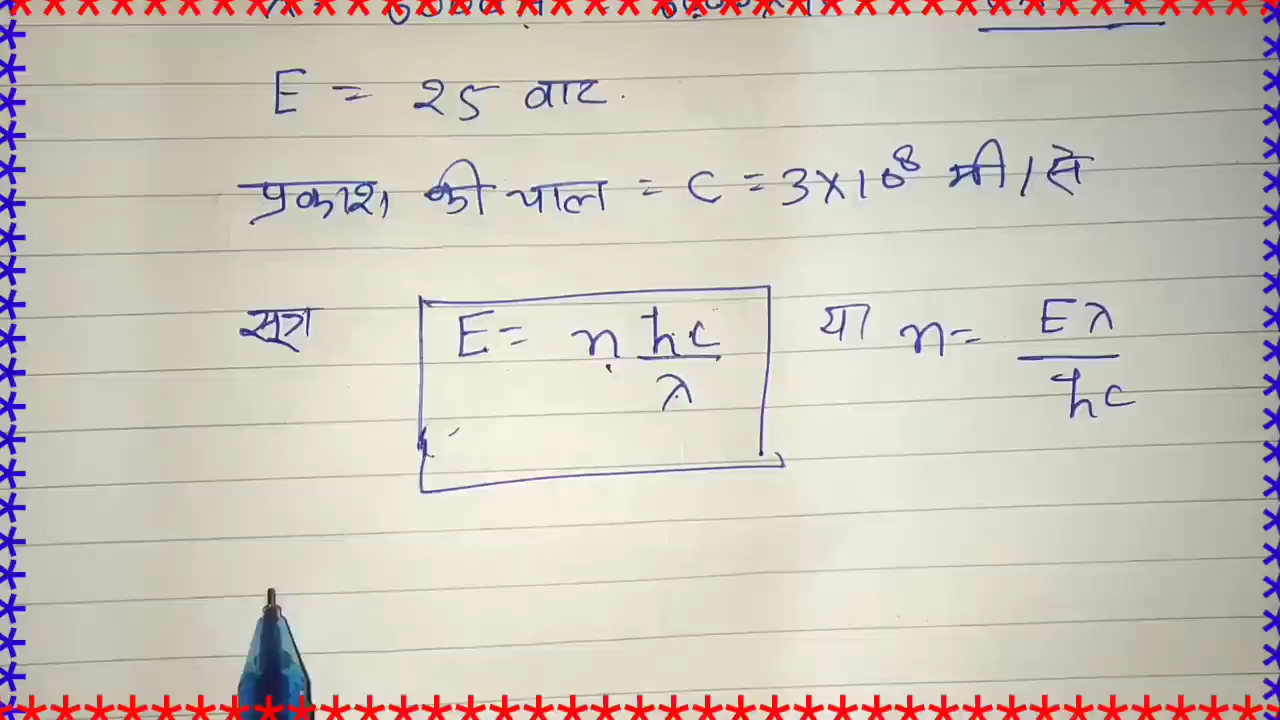 E = 25 वाट.
प्रकाश की चाल = C = 3×10⁸ मी/से
सूत्र E = n hc/λ या n = Eλ/hc